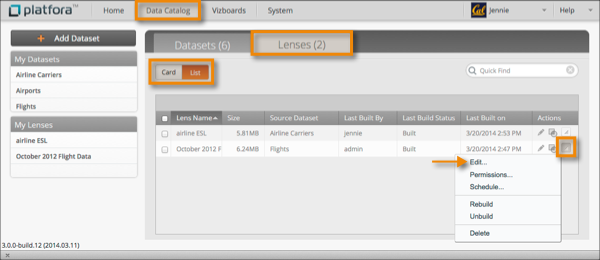 platfora™ Home Data Catalog Vizboards System Cal Jennie Help
+ Add Dataset
My Datasets
Airline Carriers
Airports
Flights
My Lenses
airline ESL
October 2012 Flight Data
Datasets (6) Lenses (2)
Card List Quick Find
Lens Name Size Source Dataset Last Built By Last Build Status Last Built on Actions
airline ESL 5.81MB Airline Carriers jennie Built 3/20/2014 2:53 PM
October 2012 F 6.24MB Flights admin Built 3/20/2014 2:47 PM
Edit...
Permissions...
Schedule...
Rebuild
Unbuild
Delete
3.0.0-build.12 (2014.03.11)